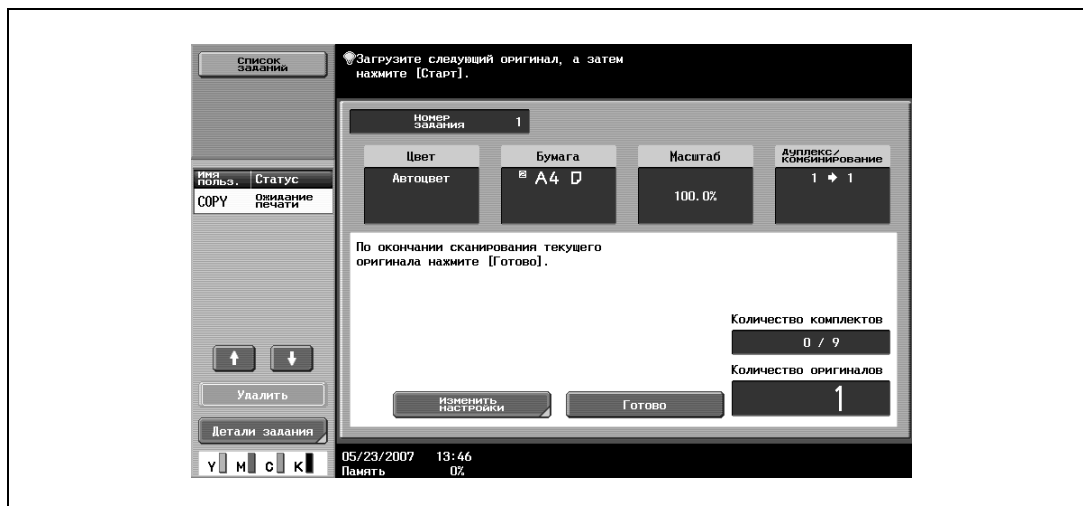 Список
заданий
Загрузите следующий оригинал, а затем
нажмите [Старт].
Номер
задания 1
Цвет Бумага Масштаб Дуплекс/
комбинирование
Автоцвет 2 A4 100.0% 1 → 1
Имя
польз. Статус
COPY Ожидание
печати
По окончании сканирования текущего
оригинала нажмите [Готово].
Количество комплектов
0 / 9
Количество оригиналов
1
Изменить
настройки
Готово
Удалить
Детали задания
Y M C K
05/23/2007 13:46
Память 0%